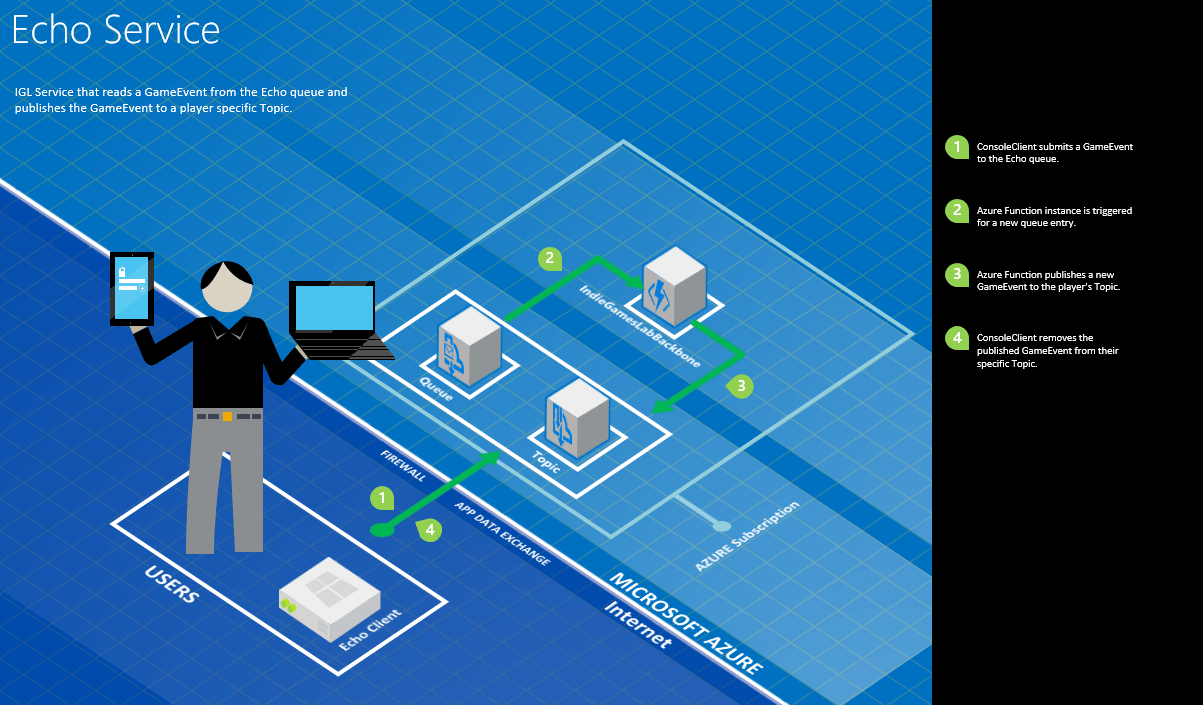 Echo Service
IGL Service that reads a GameEvent from the Echo queue and
publishes the GameEvent to a player specific Topic.
1
ConsoleClient submits a GameEvent
to the Echo queue.
2
Azure Function instance is triggered
for a new queue entry.
3
Azure Function publishes a new
GameEvent to the player's Topic.
4
ConsoleClient removes the
published GameEvent from their
specific Topic.
2
IndieGamesLabBackbone
3
Queue
Topic
FIREWALL
1
4
APP DATA EXCHANGE
AZURE Subscription
USERS
Echo Client
MICROSOFT AZURE
Internet